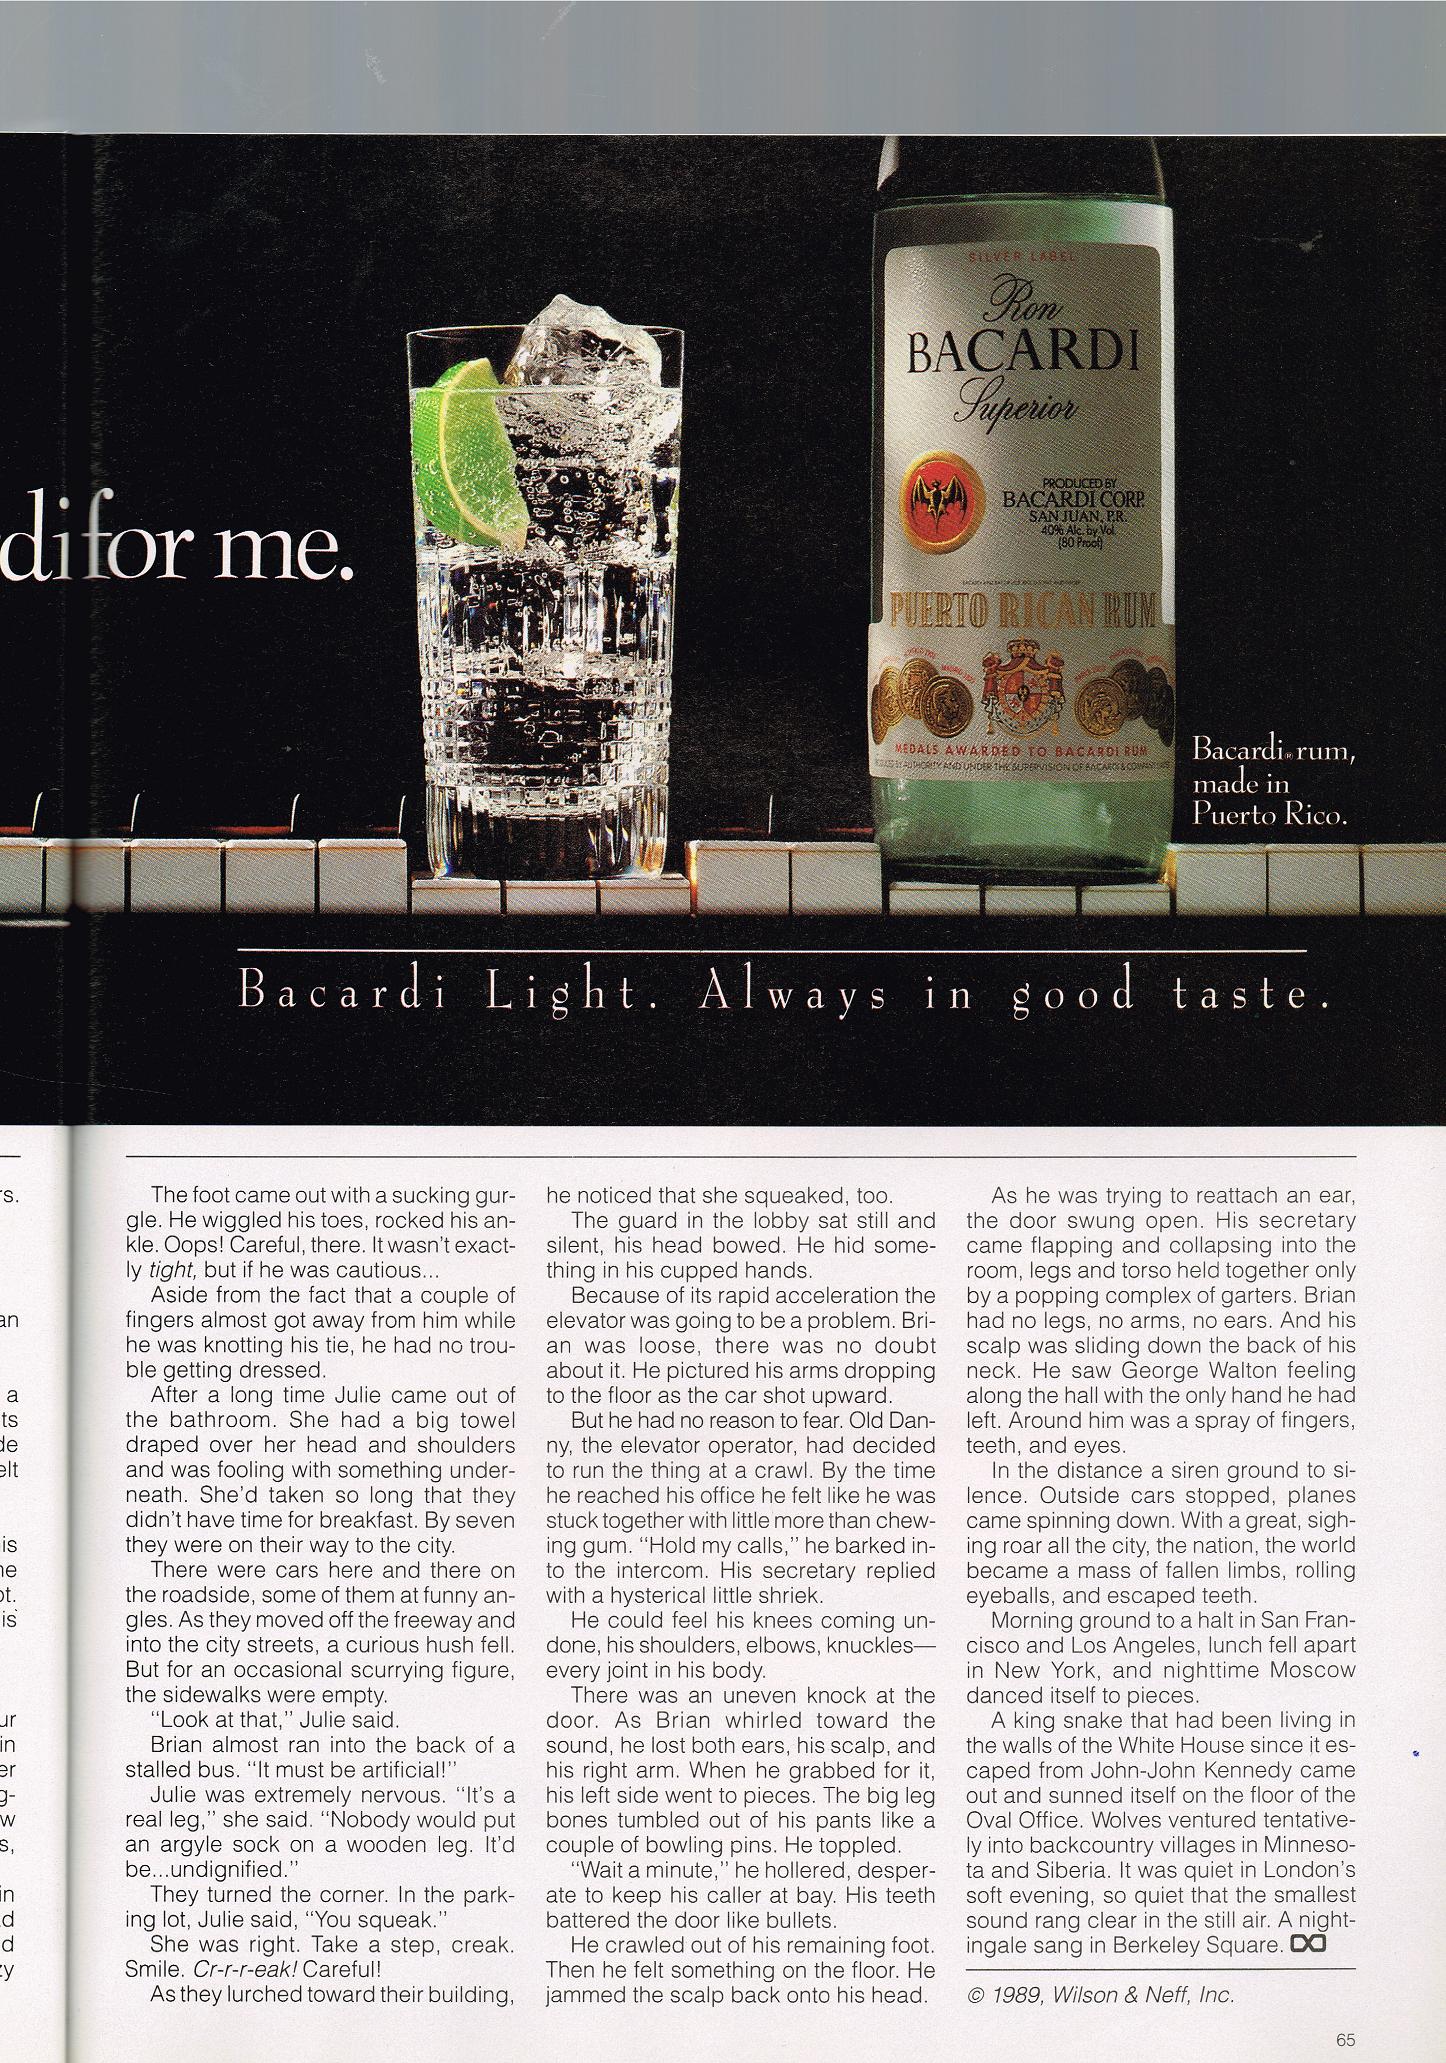 SILVER LABEL
Ron
BACARDI
Superior
PRODUCED BY
BACARDI CORP.
SAN JUAN, P.R.
40% Alc. by Vol.
(80 Proof)
PUERTO RICAN RUM
MEDALS AWARDED TO BACARDI RUM
di for me.
Bacardi® rum,
made in
Puerto Rico.
Bacardi Light. Always in good taste.
rs.
an
a
ts
de
elt
is
ne
ot.
is
ur
in
er
g-
w
s,
in
d
d
zy
The foot came out with a sucking gur-
gle. He wiggled his toes, rocked his an-
kle. Oops! Careful, there. It wasn't exact-
ly tight, but if he was cautious...
Aside from the fact that a couple of
fingers almost got away from him while
he was knotting his tie, he had no trou-
ble getting dressed.
After a long time Julie came out of
the bathroom. She had a big towel
draped over her head and shoulders
and was fooling with something under-
neath. She'd taken so long that they
didn't have time for breakfast. By seven
they were on their way to the city.
There were cars here and there on
the roadside, some of them at funny an-
gles. As they moved off the freeway and
into the city streets, a curious hush fell.
But for an occasional scurrying figure,
the sidewalks were empty.
"Look at that," Julie said.
Brian almost ran into the back of a
stalled bus. "It must be artificial!"
Julie was extremely nervous. "It's a
real leg," she said. "Nobody would put
an argyle sock on a wooden leg. It'd
be...undignified."
They turned the corner. In the park-
ing lot, Julie said, "You squeak."
She was right. Take a step, creak.
Smile. Cr-r-r-eak! Careful!
As they lurched toward their building,
he noticed that she squeaked, too.
The guard in the lobby sat still and
silent, his head bowed. He hid some-
thing in his cupped hands.
Because of its rapid acceleration the
elevator was going to be a problem. Bri-
an was loose, there was no doubt
about it. He pictured his arms dropping
to the floor as the car shot upward.
But he had no reason to fear. Old Dan-
ny, the elevator operator, had decided
to run the thing at a crawl. By the time
he reached his office he felt like he was
stuck together with little more than chew-
ing gum. "Hold my calls," he barked in-
to the intercom. His secretary replied
with a hysterical little shriek.
He could feel his knees coming un-
done, his shoulders, elbows, knuckles—
every joint in his body.
There was an uneven knock at the
door. As Brian whirled toward the
sound, he lost both ears, his scalp, and
his right arm. When he grabbed for it,
his left side went to pieces. The big leg
bones tumbled out of his pants like a
couple of bowling pins. He toppled.
"Wait a minute," he hollered, desper-
ate to keep his caller at bay. His teeth
battered the door like bullets.
He crawled out of his remaining foot.
Then he felt something on the floor. He
jammed the scalp back onto his head.
As he was trying to reattach an ear,
the door swung open. His secretary
came flapping and collapsing into the
room, legs and torso held together only
by a popping complex of garters. Brian
had no legs, no arms, no ears. And his
scalp was sliding down the back of his
neck. He saw George Walton feeling
along the hall with the only hand he had
left. Around him was a spray of fingers,
teeth, and eyes.
In the distance a siren ground to si-
lence. Outside cars stopped, planes
came spinning down. With a great, sigh-
ing roar all the city, the nation, the world
became a mass of fallen limbs, rolling
eyeballs, and escaped teeth.
Morning ground to a halt in San Fran-
cisco and Los Angeles, lunch fell apart
in New York, and nighttime Moscow
danced itself to pieces.
A king snake that had been living in
the walls of the White House since it es-
caped from John-John Kennedy came
out and sunned itself on the floor of the
Oval Office. Wolves ventured tentative-
ly into backcountry villages in Minneso-
ta and Siberia. It was quiet in London's
soft evening, so quiet that the smallest
sound rang clear in the still air. A night-
ingale sang in Berkeley Square.
© 1989, Wilson & Neff, Inc.
65